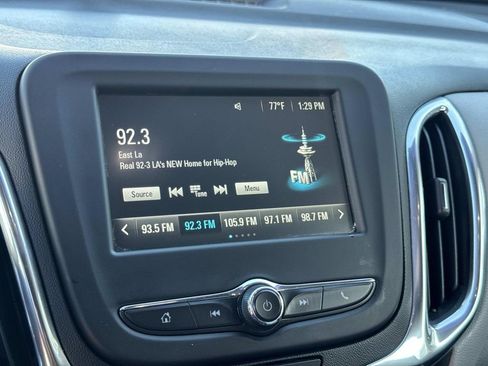 77°F 1:29 PM
92.3
East La
Real 92-3 LA's NEW Home for Hip-Hop
FM
Source Tune Menu
93.5 FM 92.3 FM 105.9 FM 97.1 FM 98.7 FM